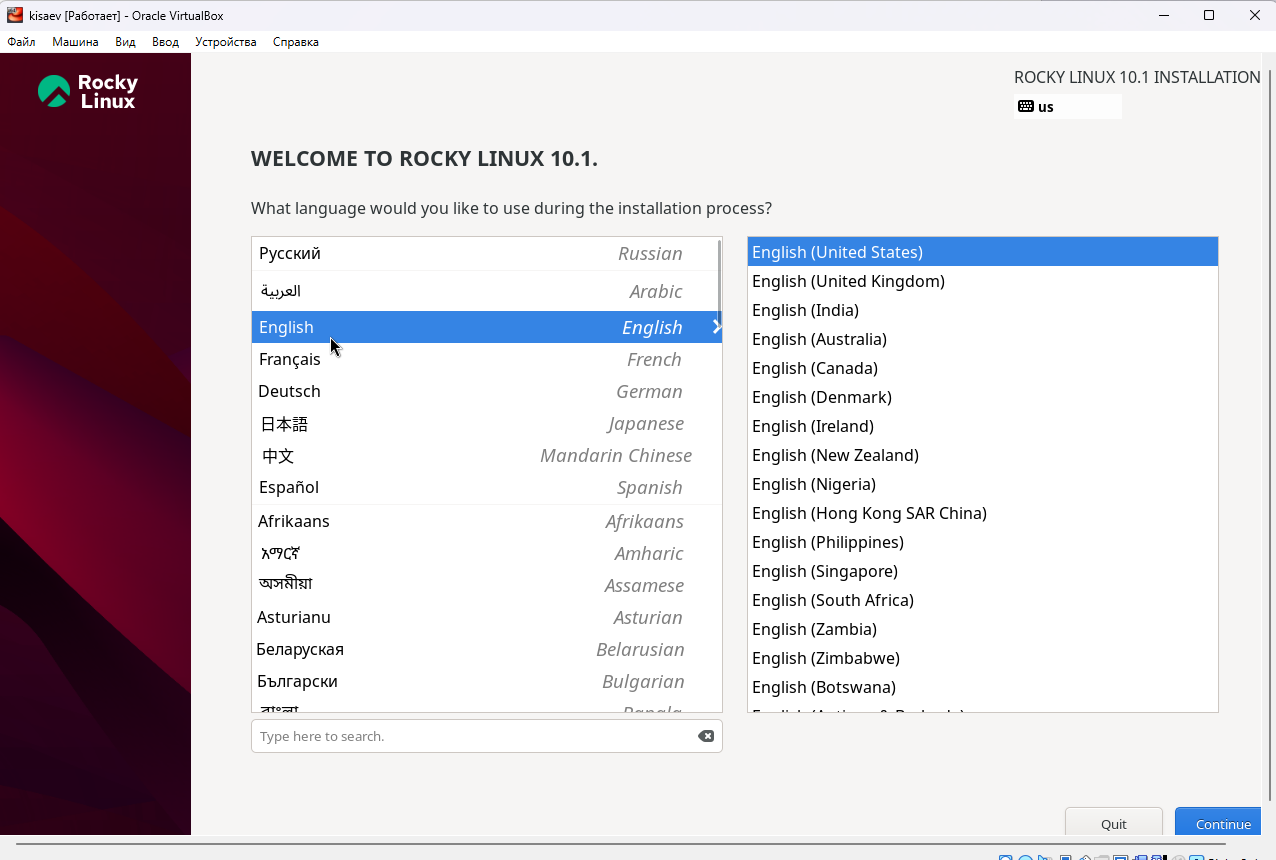 kisaev [Работает] - Oracle VirtualBox
Файл Машина Вид Ввод Устройства Справка
Rocky
Linux
ROCKY LINUX 10.1 INSTALLATION
us
WELCOME TO ROCKY LINUX 10.1.
What language would you like to use during the installation process?
Русский Russian
العربية Arabic
English English
Français French
Deutsch German
日本語 Japanese
中文 Mandarin Chinese
Español Spanish
Afrikaans Afrikaans
አማርኛ Amharic
অসমীয়া Assamese
Asturianu Asturian
Беларуская Belarusian
Български Bulgarian
বাংলা Bangla
English (United States)
English (United Kingdom)
English (India)
English (Australia)
English (Canada)
English (Denmark)
English (Ireland)
English (New Zealand)
English (Nigeria)
English (Hong Kong SAR China)
English (Philippines)
English (Singapore)
English (South Africa)
English (Zambia)
English (Zimbabwe)
English (Botswana)
English (Antigua & Barbuda)
Type here to search.
Quit Continue